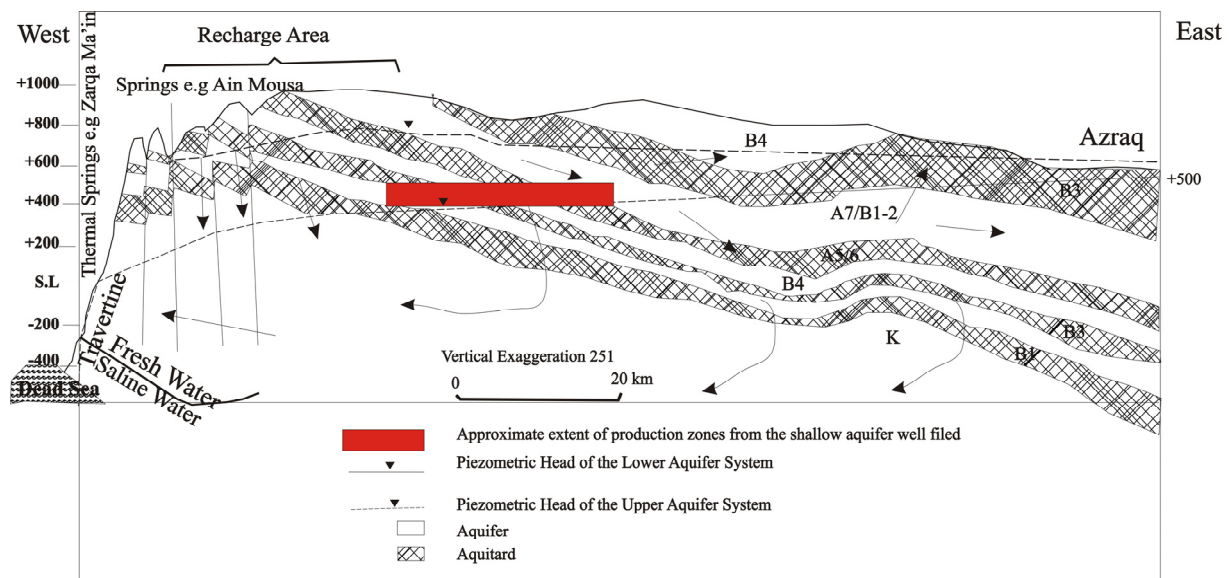 West
East
Recharge Area
Thermal Springs e.g Zarqa Ma'in
Springs e.g Ain Mousa
+1000
+800
+600
+400
+200
S.L
-200
-400
Azraq
+500
B4
B3
A7/B1-2
A5/6
B4
B3
K
B1
Travertine
Fresh Water
Saline Water
Dead Sea
Vertical Exaggeration 251
0 20 km
Approximate extent of production zones from the shallow aquifer well filed
Piezometric Head of the Lower Aquifer System
Piezometric Head of the Upper Aquifer System
Aquifer
Aquitard